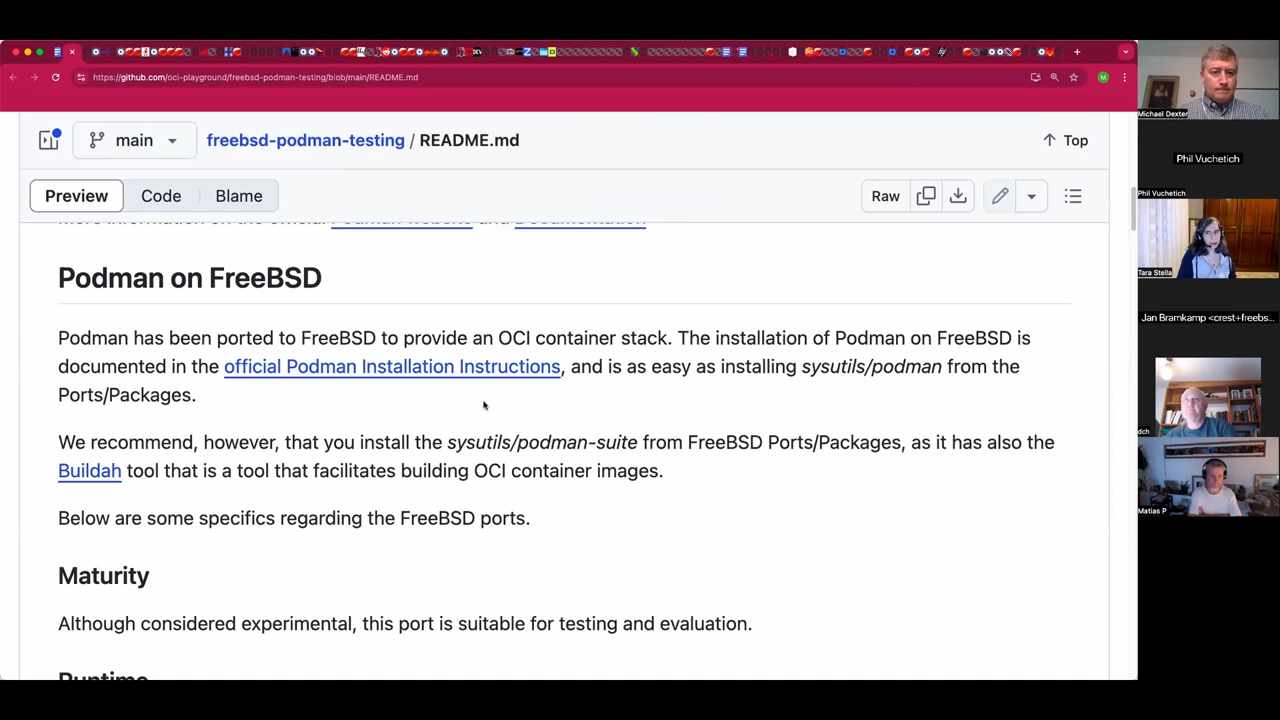 https://github.com/oci-playground/freebsd-podman-testing/blob/main/README.md
M
main
freebsd-podman-testing / README.md
Top
Preview
Code
Blame
Raw
Podman on FreeBSD
Podman has been ported to FreeBSD to provide an OCI container stack. The installation of Podman on FreeBSD is
documented in the official Podman Installation Instructions, and is as easy as installing sysutils/podman from the
Ports/Packages.
We recommend, however, that you install the sysutils/podman-suite from FreeBSD Ports/Packages, as it has also the
Buildah tool that is a tool that facilitates building OCI container images.
Below are some specifics regarding the FreeBSD ports.
Maturity
Although considered experimental, this port is suitable for testing and evaluation.
Runtime
Michael Dexter
Phil Vuchetich
Phil Vuchetich
Tara Stella
Jan Bramkamp <crest+freebs...
dch
Matias P